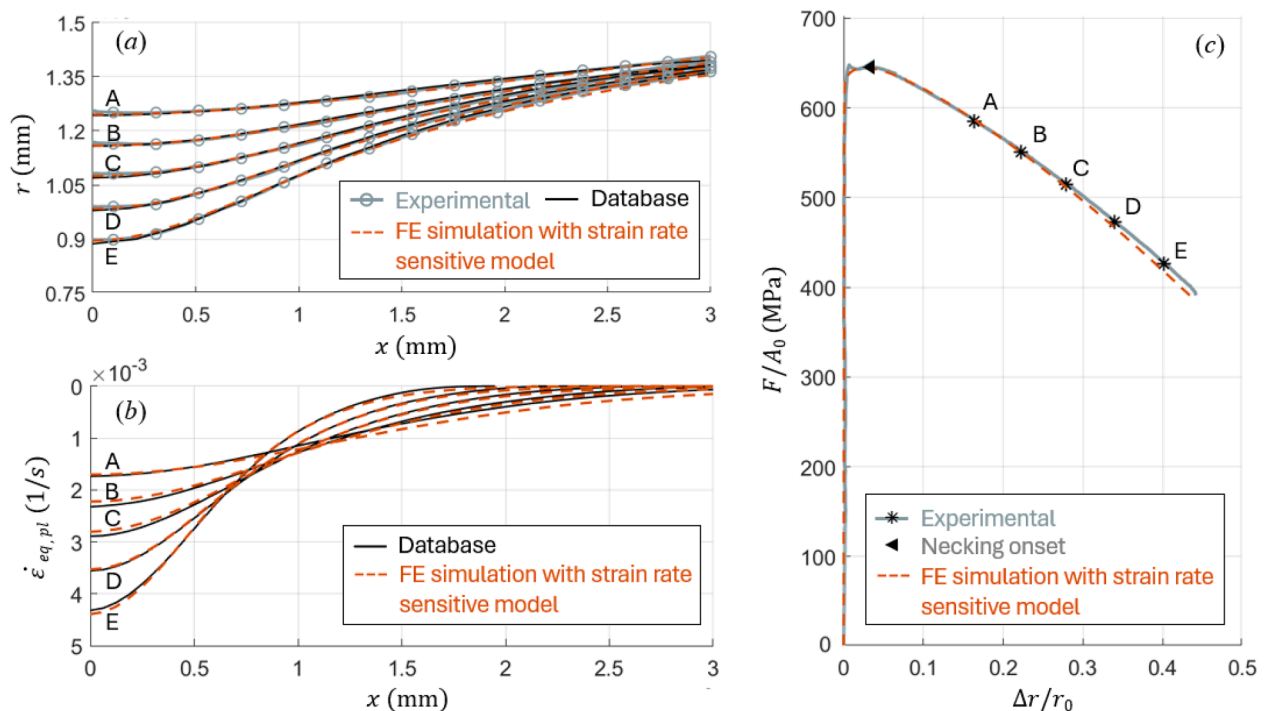 (a)
1.5
1.35
1.2
1.05
0.9
0.75
r (mm)
A
B
C
D
E
Experimental
Database
FE simulation with strain rate
sensitive model
0
0.5
1
1.5
2
2.5
3
x (mm)
×10⁻³
(b)
0
1
2
3
4
5
ε̇eq,pl (1/s)
A
B
C
D
E
Database
FE simulation with strain rate
sensitive model
0
0.5
1
1.5
2
2.5
3
x (mm)
(c)
700
600
500
400
300
200
100
0
F/A₀ (MPa)
A
B
C
D
E
Experimental
Necking onset
FE simulation with strain rate
sensitive model
0
0.1
0.2
0.3
0.4
0.5
Δr/r₀